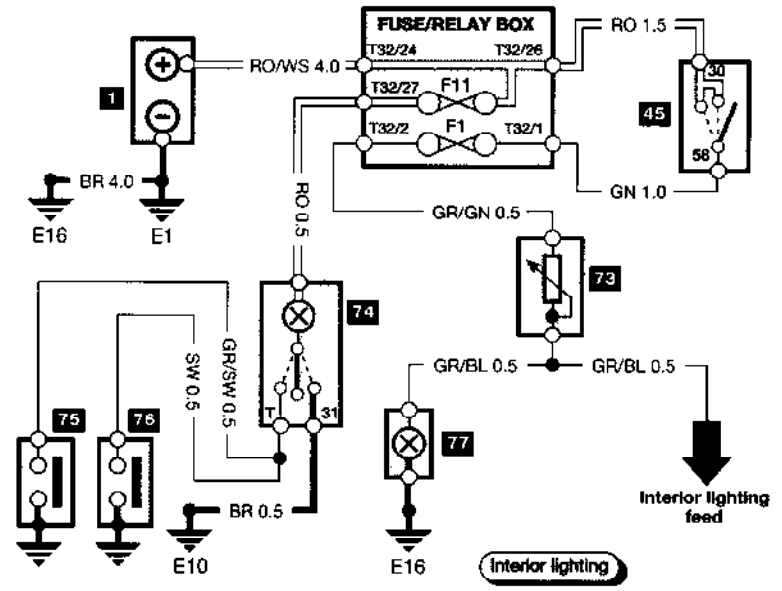 FUSE/RELAY BOX
RO 1.5
T32/24
T32/26
RO/WS 4.0
30
T32/27
F11
1
45
T32/2
F1
T32/1
56
BR 4.0
GN 1.0
RO 0.5
GR/GN 0.5
E16
E1
73
74
SW 0.5
GR/SW 0.5
GR/BL 0.5
GR/BL 0.5
75
76
T
31
77
BR 0.5
Interior lighting
feed
E10
E16
Interior lighting